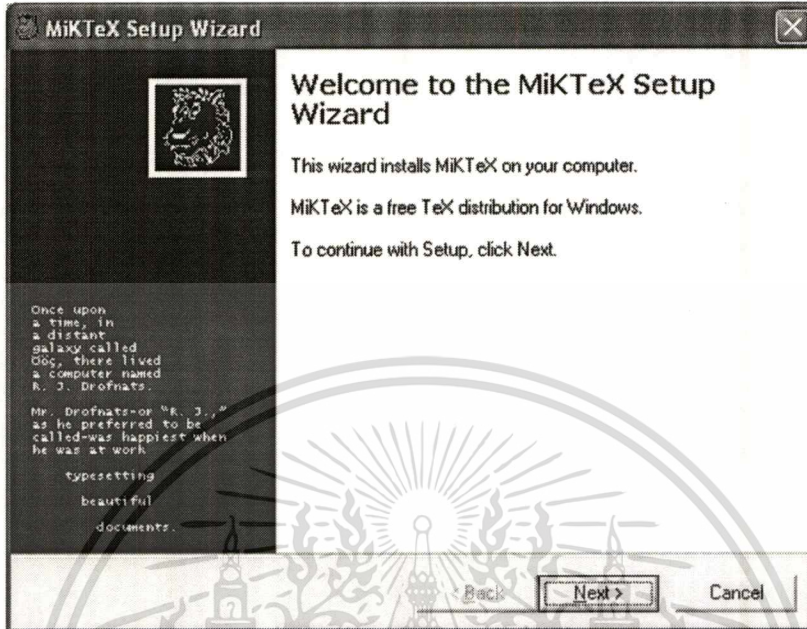 MiKTeX Setup Wizard
Welcome to the MiKTeX Setup
Wizard
This wizard installs MiKTeX on your computer.
MiKTeX is a free TeX distribution for Windows.
To continue with Setup, click Next.
Once upon
a time, in
a distant
galaxy called
Ööç, there lived
a computer named
R. J. Drofnats.
Mr. Drofnats-or "R. J.,"
as he preferred to be
called-was happiest when
he was at work
typesetting
beautiful
documents.
< Back
Next >
Cancel